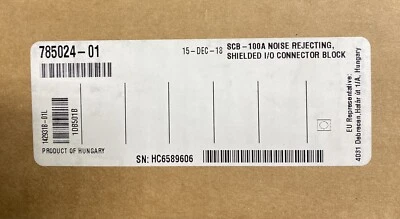 785024-01
15-DEC-18
SCB-100A NOISE REJECTING,
SHIELDED I/O CONNECTOR BLOCK
142931B-01L
108501B
PRODUCT OF HUNGARY
SN: HC6589606
EU Representative:
4031 Debrecen,Határ út 1/A, Hungary